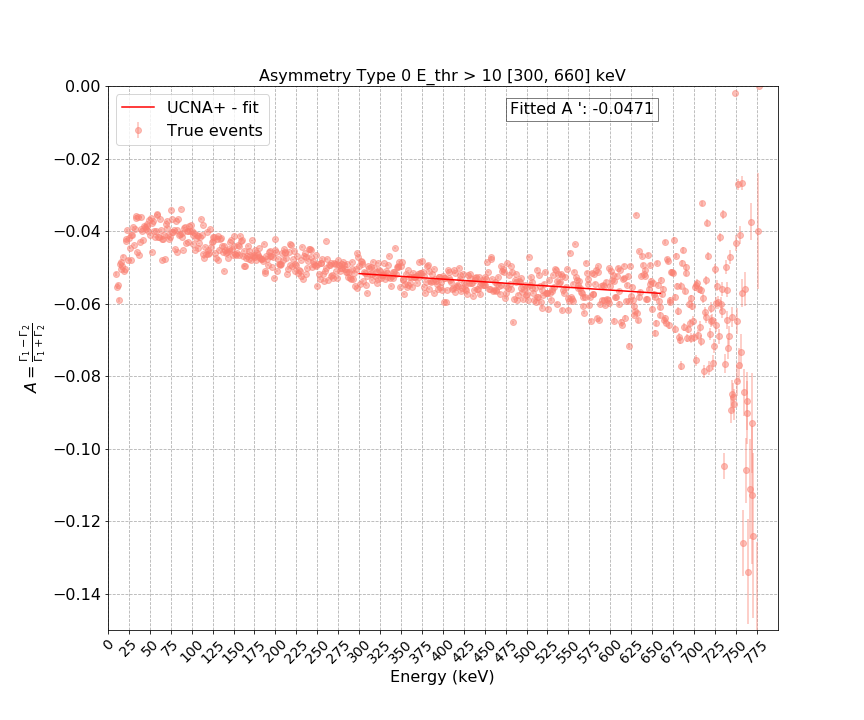 Asymmetry Type 0 E_thr > 10 [300, 660] keV
UCNA+ - fit
True events
Fitted A ': -0.0471
0.00
−0.02
−0.04
−0.06
−0.08
−0.10
−0.12
−0.14
A = Γ₁ − Γ₂ / Γ₁ + Γ₂
0 25 50 75 100 125 150 175 200 225 250 275 300 325 350 375 400 425 450 475 500 525 550 575 600 625 650 675 700 725 750 775
Energy (keV)